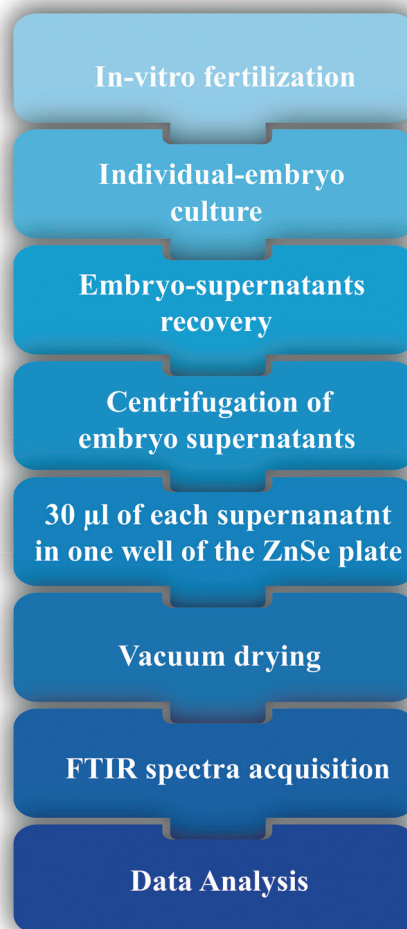 In-vitro fertilization
Individual-embryo
culture
Embryo-supernatants
recovery
Centrifugation of
embryo supernatants
30 µl of each supernanatnt
in one well of the ZnSe plate
Vacuum drying
FTIR spectra acquisition
Data Analysis